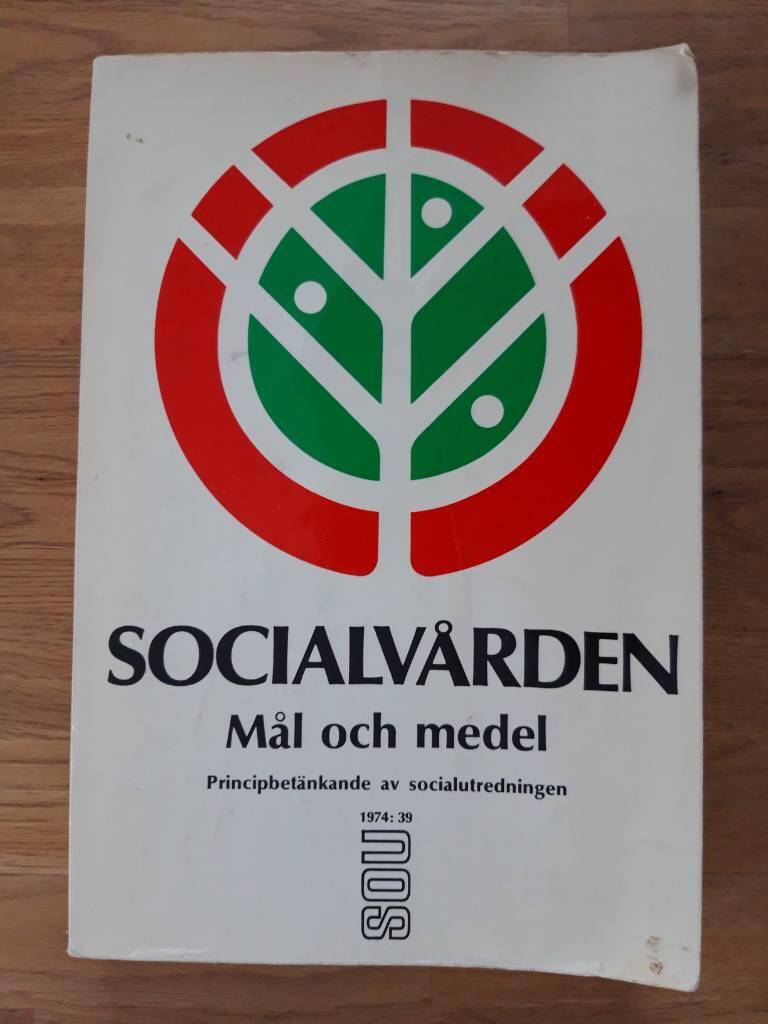 SOCIALVÅRDEN
Mål och medel
Principbetänkande av socialutredningen
1974: 39
SOU